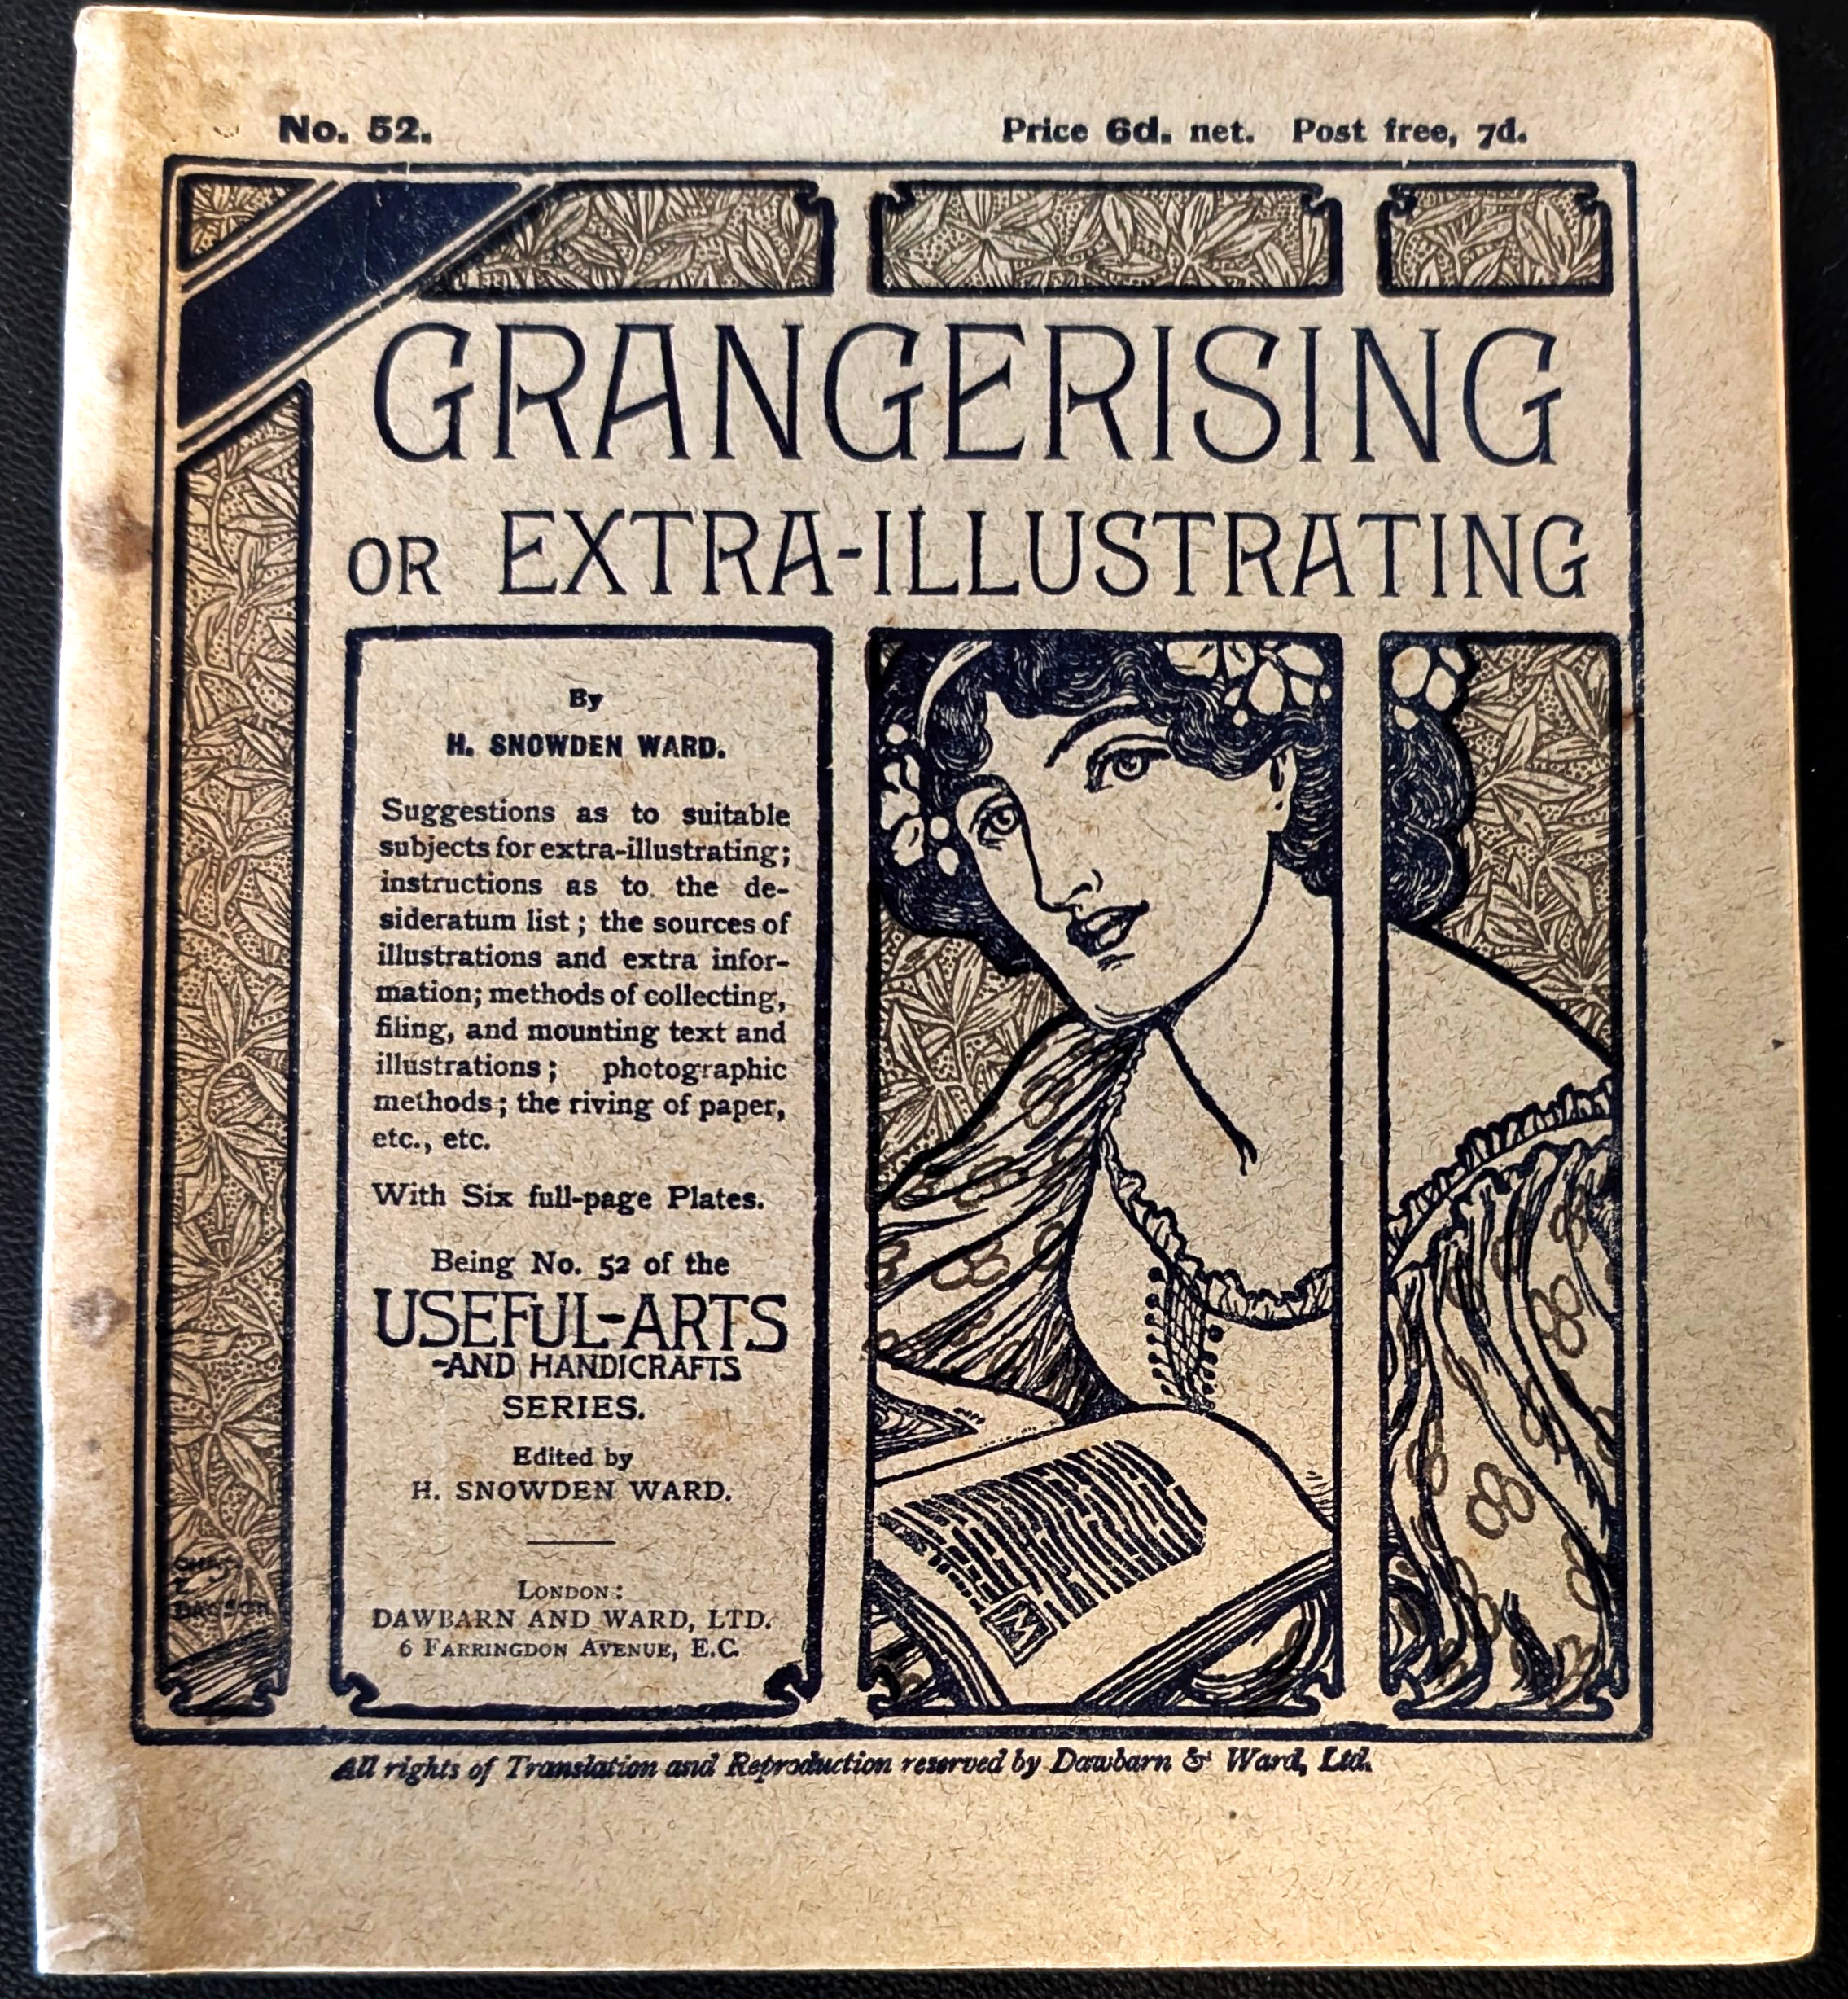 No. 52.
Price 6d. net. Post free, 7d.
GRANGERISING
OR EXTRA-ILLUSTRATING
By
H. SNOWDEN WARD.
Suggestions as to suitable
subjects for extra-illustrating;
instructions as to the de-
sideratum list; the sources of
illustrations and extra infor-
mation; methods of collecting,
filing, and mounting text and
illustrations; photographic
methods; the riving of paper,
etc., etc.
With Six full-page Plates.
Being No. 52 of the
USEFUL-ARTS
-AND HANDICRAFTS
SERIES.
Edited by
H. SNOWDEN WARD.
LONDON:
DAWBARN AND WARD, LTD.
6 FARRINGDON AVENUE, E.C.
All rights of Translation and Reproduction reserved by Dawbarn & Ward, Ltd.